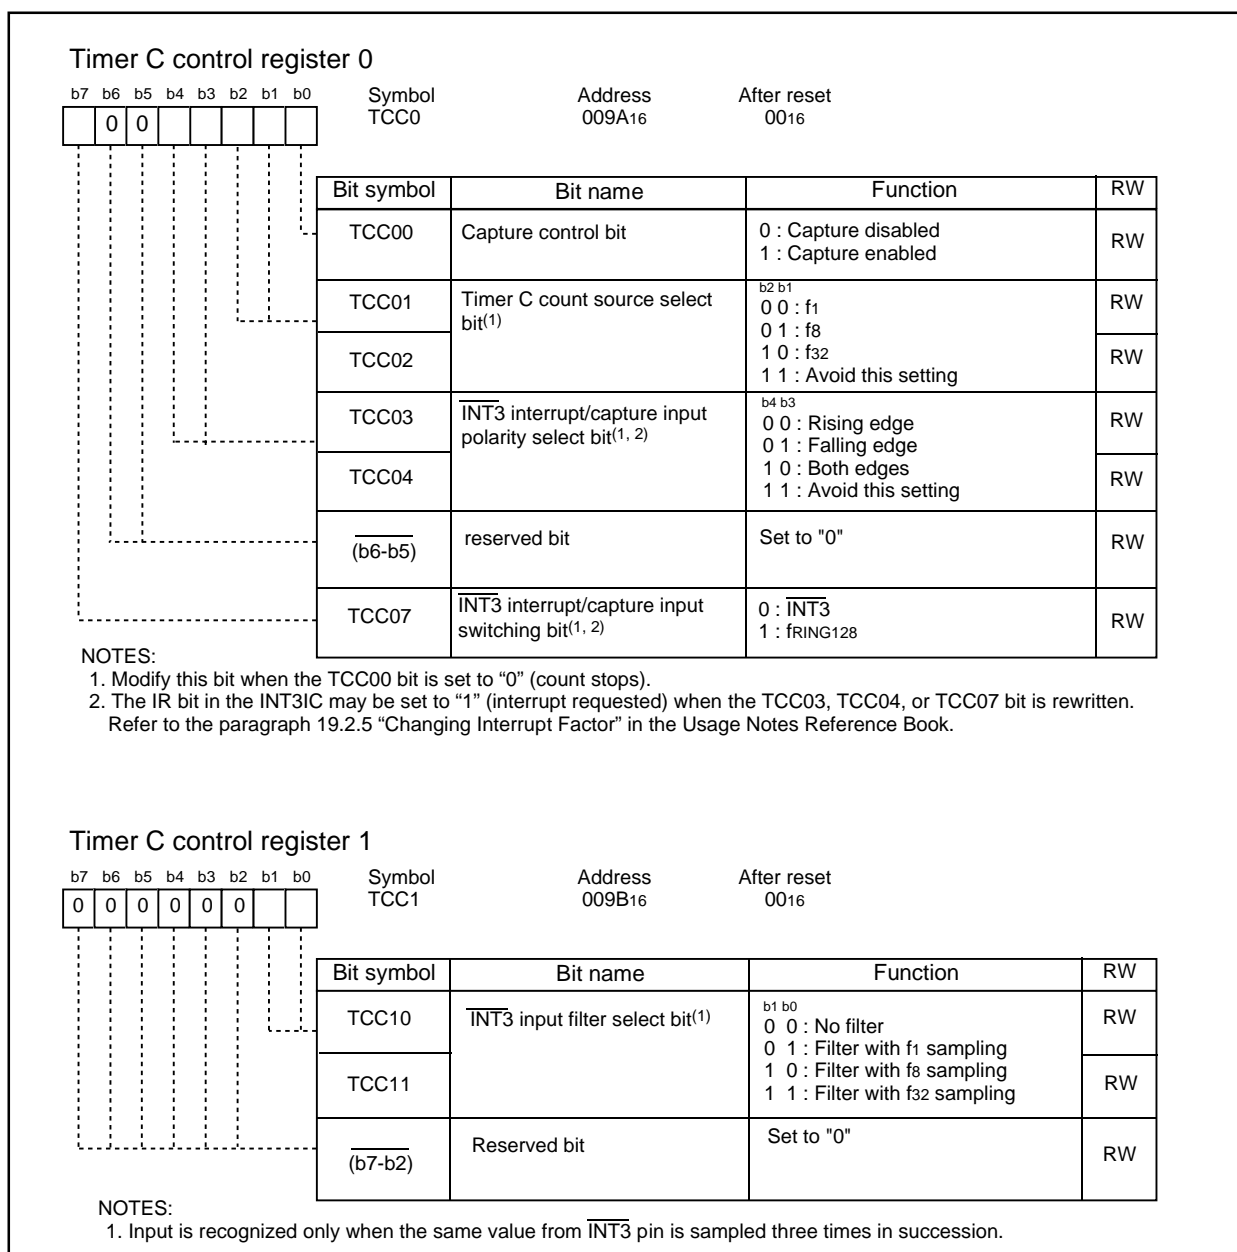 Timer C control register 0
b7 b6 b5 b4 b3 b2 b1 b0
Symbol Address After reset
TCC0 009A16 0016
0 0
Bit symbol Bit name Function RW
TCC00 Capture control bit 0 : Capture disabled RW
1 : Capture enabled
TCC01 Timer C count source select bit(1) b2 b1 RW
0 0 : f1
0 1 : f8
TCC02 1 0 : f32 RW
1 1 : Avoid this setting
TCC03 INT3 interrupt/capture input polarity select bit(1, 2) b4 b3 RW
0 0 : Rising edge
0 1 : Falling edge
TCC04 1 0 : Both edges RW
1 1 : Avoid this setting
(b6-b5) reserved bit Set to "0" RW
TCC07 INT3 interrupt/capture input switching bit(1, 2) 0 : INT3 RW
1 : fRING128
NOTES:
1. Modify this bit when the TCC00 bit is set to “0” (count stops).
2. The IR bit in the INT3IC may be set to “1” (interrupt requested) when the TCC03, TCC04, or TCC07 bit is rewritten.
Refer to the paragraph 19.2.5 “Changing Interrupt Factor” in the Usage Notes Reference Book.
Timer C control register 1
b7 b6 b5 b4 b3 b2 b1 b0
Symbol Address After reset
TCC1 009B16 0016
0 0 0 0 0 0
Bit symbol Bit name Function RW
TCC10 INT3 input filter select bit(1) b1 b0 RW
0 0 : No filter
0 1 : Filter with f1 sampling
TCC11 1 0 : Filter with f8 sampling RW
1 1 : Filter with f32 sampling
(b7-b2) Reserved bit Set to "0" RW
NOTES:
1. Input is recognized only when the same value from INT3 pin is sampled three times in succession.